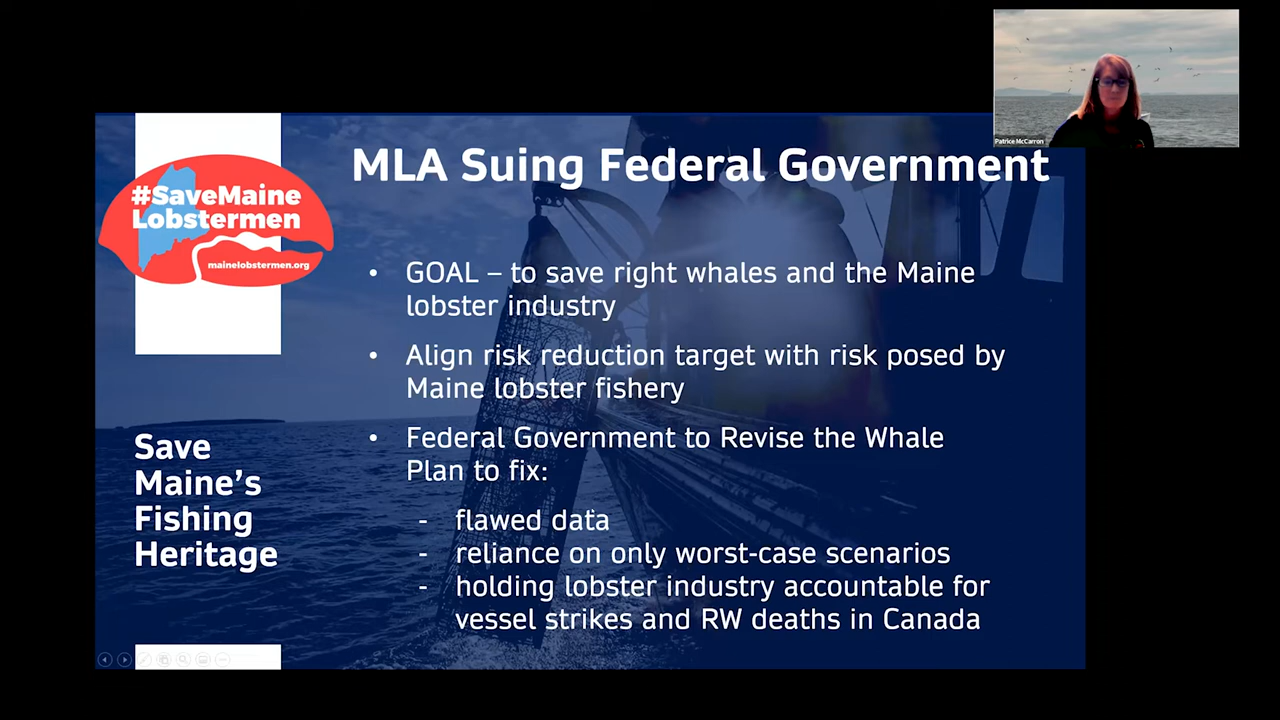 Patrice McCarron
MLA Suing Federal Government
#SaveMaine
Lobstermen
mainelobstermen.org
• GOAL – to save right whales and the Maine
lobster industry
• Align risk reduction target with risk posed by
Maine lobster fishery
• Federal Government to Revise the Whale
Plan to fix:
- flawed data
- reliance on only worst-case scenarios
- holding lobster industry accountable for
vessel strikes and RW deaths in Canada
Save
Maine’s
Fishing
Heritage